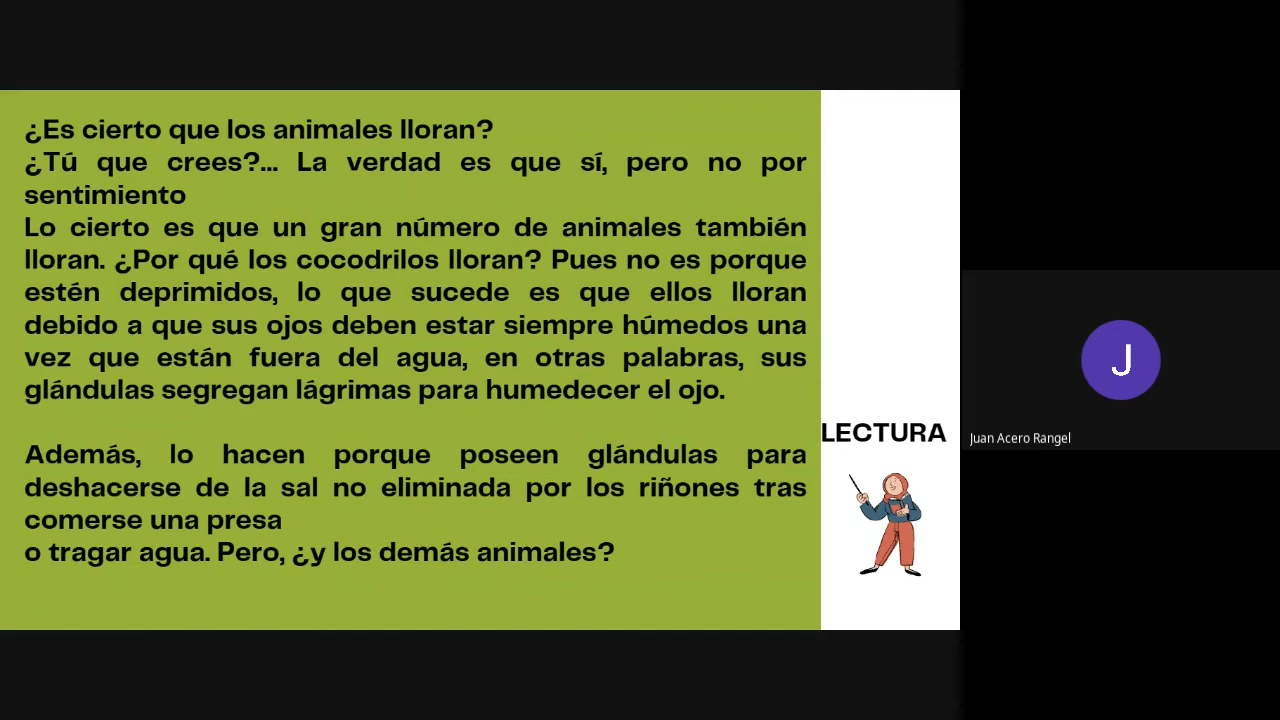 ¿Es cierto que los animales lloran?
¿Tú que crees?... La verdad es que sí, pero no por
sentimiento
Lo cierto es que un gran número de animales también
lloran. ¿Por qué los cocodrilos lloran? Pues no es porque
estén deprimidos, lo que sucede es que ellos lloran
debido a que sus ojos deben estar siempre húmedos una
vez que están fuera del agua, en otras palabras, sus
glándulas segregan lágrimas para humedecer el ojo.
Además, lo hacen porque poseen glándulas para
deshacerse de la sal no eliminada por los riñones tras
comerse una presa
o tragar agua. Pero, ¿y los demás animales?
LECTURA
J
Juan Acero Rangel